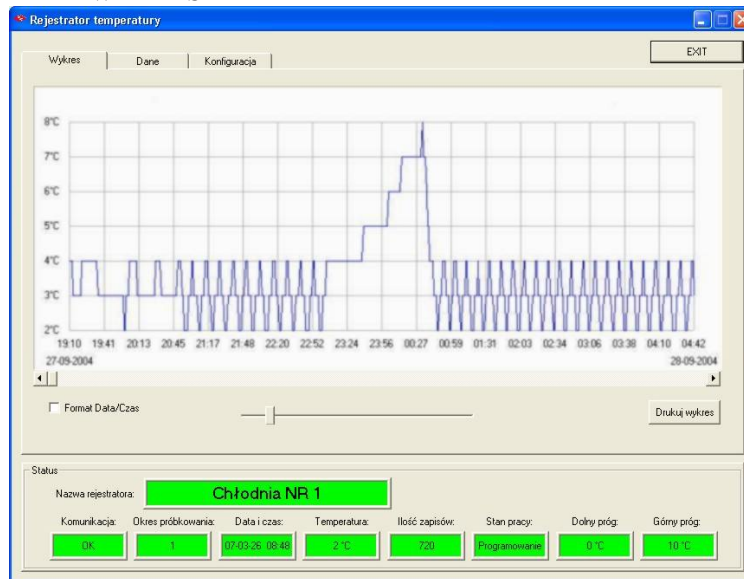 Rejestrator temperatury
EXIT
Wykres Dane Konfiguracja
8°C
7°C
6°C
5°C
4°C
3°C
2°C
19:10 19:41 20:13 20:45 21:17 21:48 22:20 22:52 23:24 23:56 00:27 00:59 01:31 02:03 02:34 03:06 03:38 04:10 04:42
27-09-2004 28-09-2004
Format Data/Czas
Drukuj wykres
Status
Nazwa rejestratora: Chłodnia NR 1
Komunikacja: Okres próbkowania: Data i czas: Temperatura: Ilość zapisów: Stan pracy: Dolny próg: Górny próg:
OK 1 07-03-26 08:48 2 °C 720 Programowanie 0 °C 10 °C